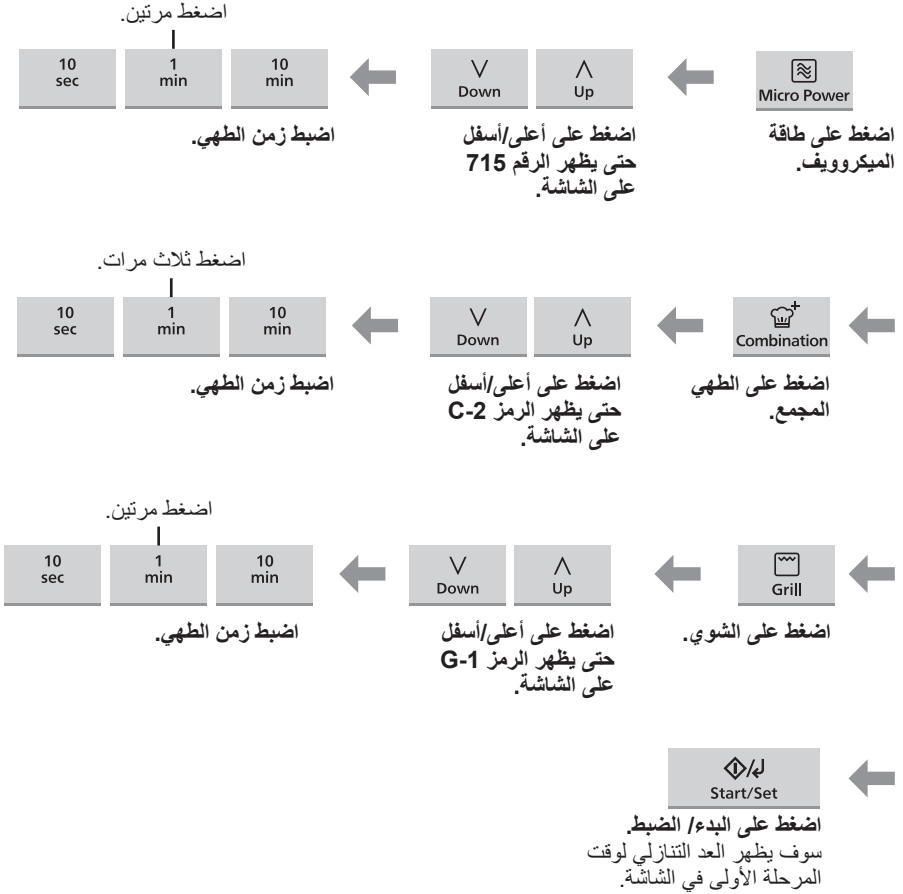 Micro Power
اضغط على طاقة
الميكروويف.
Up
Down
اضغط على أعلى/أسفل
حتى يظهر الرقم 715
على الشاشة.
اضغط مرتين.
10
min
1
min
10
sec
اضبط زمن الطهي.
Combination
اضغط على الطهي
المجمع.
Up
Down
اضغط على أعلى/أسفل
حتى يظهر الرمز C-2
على الشاشة.
اضغط ثلاث مرات.
10
min
1
min
10
sec
اضبط زمن الطهي.
Grill
اضغط على الشوي.
Up
Down
اضغط على أعلى/أسفل
حتى يظهر الرمز G-1
على الشاشة.
اضغط مرتين.
10
min
1
min
10
sec
اضبط زمن الطهي.
Start/Set
اضغط على البدء/ الضبط.
سوف يظهر العد التنازلي لوقت
المرحلة الأولى في الشاشة.